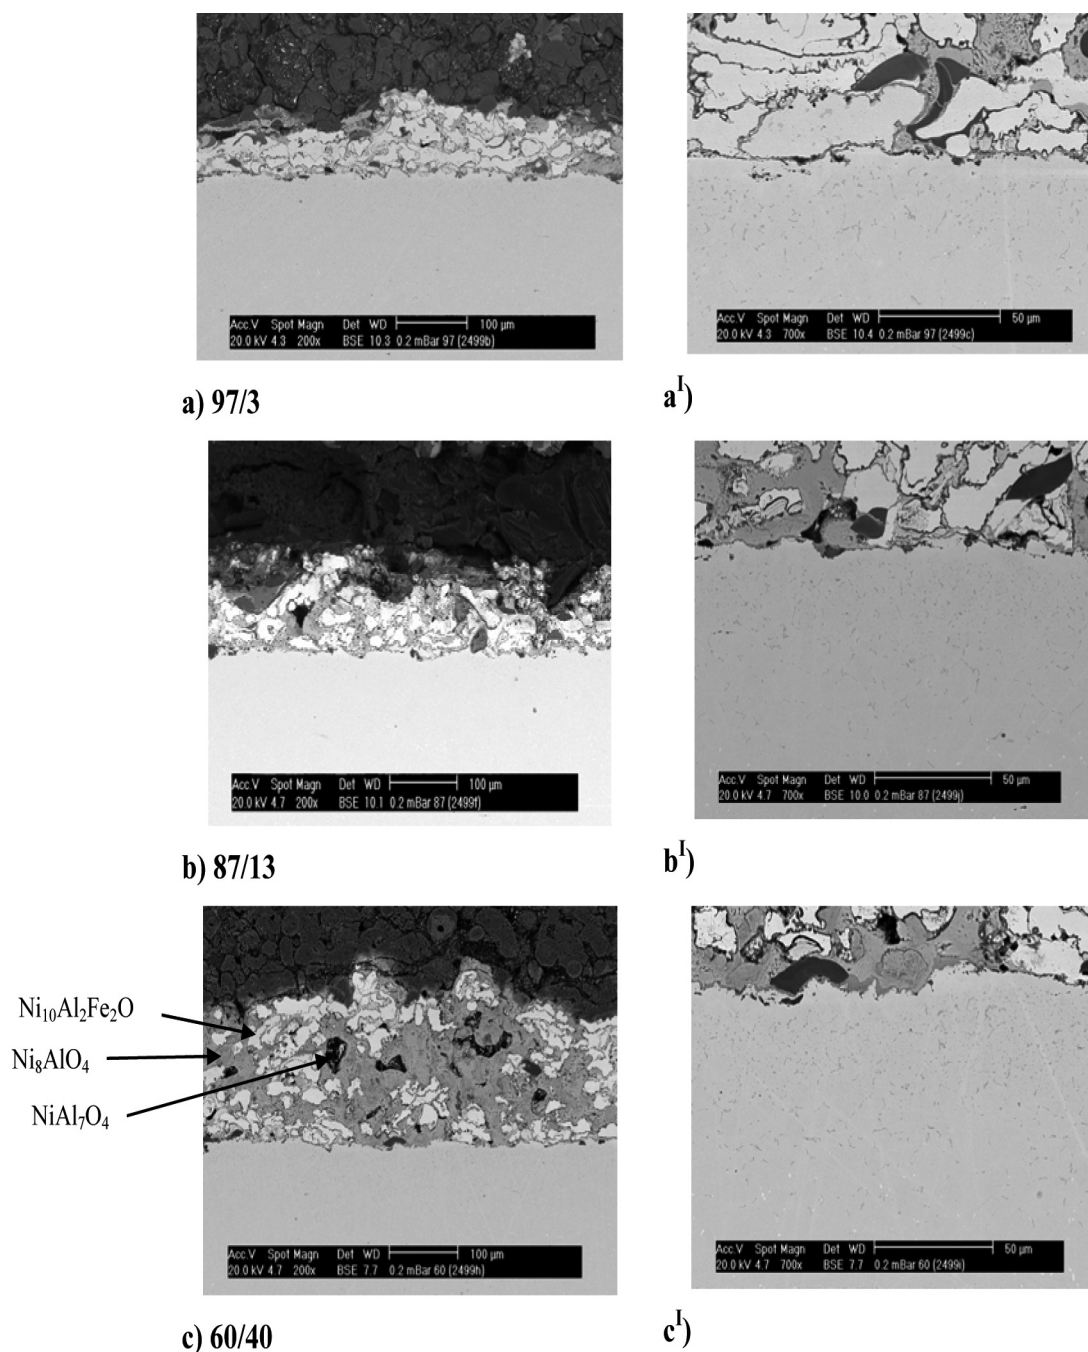 Acc.V Spot Magn Det WD 100 µm
20.0 kV 4.3 200x BSE 10.3 0.2 mBar 97 (2499b)
Acc.V Spot Magn Det WD 50 µm
20.0 kV 4.3 700x BSE 10.4 0.2 mBar 97 (2499c)
a) 97/3
aᴵ)
Acc.V Spot Magn Det WD 100 µm
20.0 kV 4.7 200x BSE 10.1 0.2 mBar 87 (2499f)
Acc.V Spot Magn Det WD 50 µm
20.0 kV 4.7 700x BSE 10.0 0.2 mBar 87 (2499j)
b) 87/13
bᴵ)
Ni₁₀Al₂Fe₂O
Ni₈AlO₄
NiAl₇O₄
Acc.V Spot Magn Det WD 100 µm
20.0 kV 4.7 200x BSE 7.7 0.2 mBar 60 (2499h)
Acc.V Spot Magn Det WD 50 µm
20.0 kV 4.7 700x BSE 7.7 0.2 mBar 60 (2499i)
c) 60/40
cᴵ)